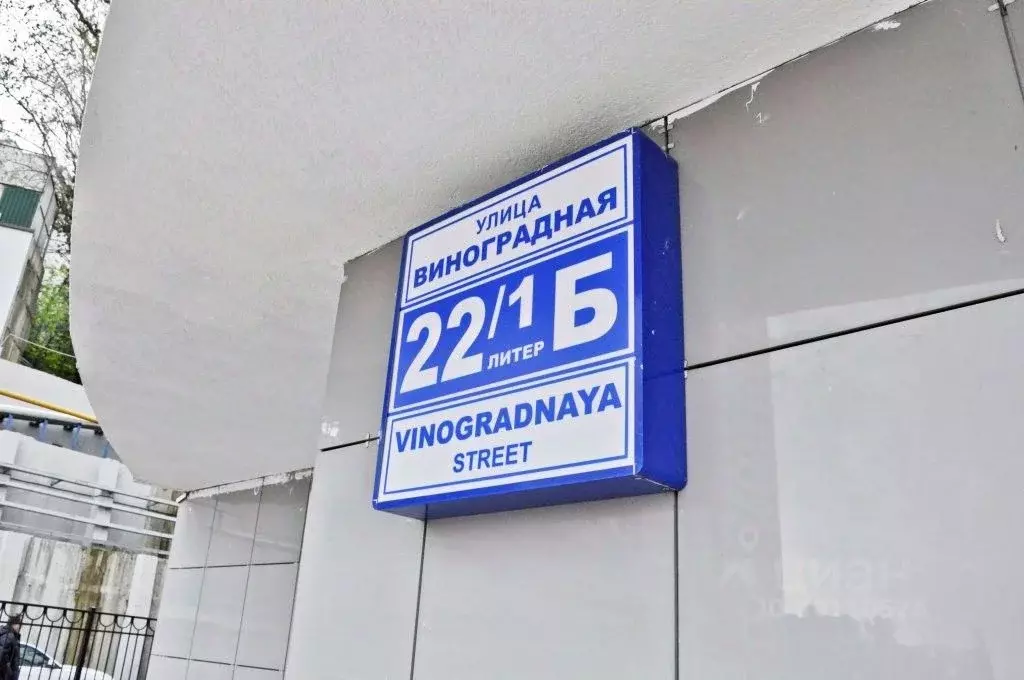 УЛИЦА
ВИНОГРАДНАЯ
22/1 Б
ЛИТЕР
VINOGRADNAYA
STREET